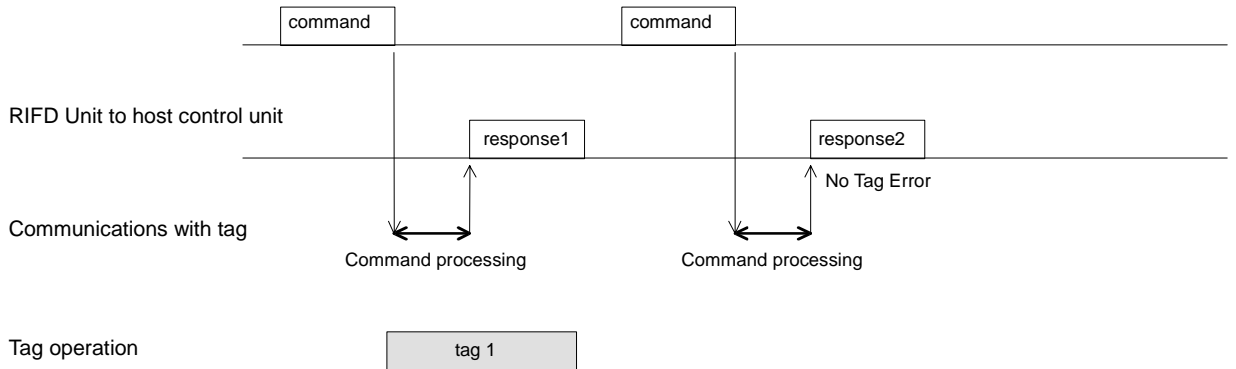 command
command
RIFD Unit to host control unit
response1
response2
No Tag Error
Communications with tag
Command processing
Command processing
Tag operation
tag 1